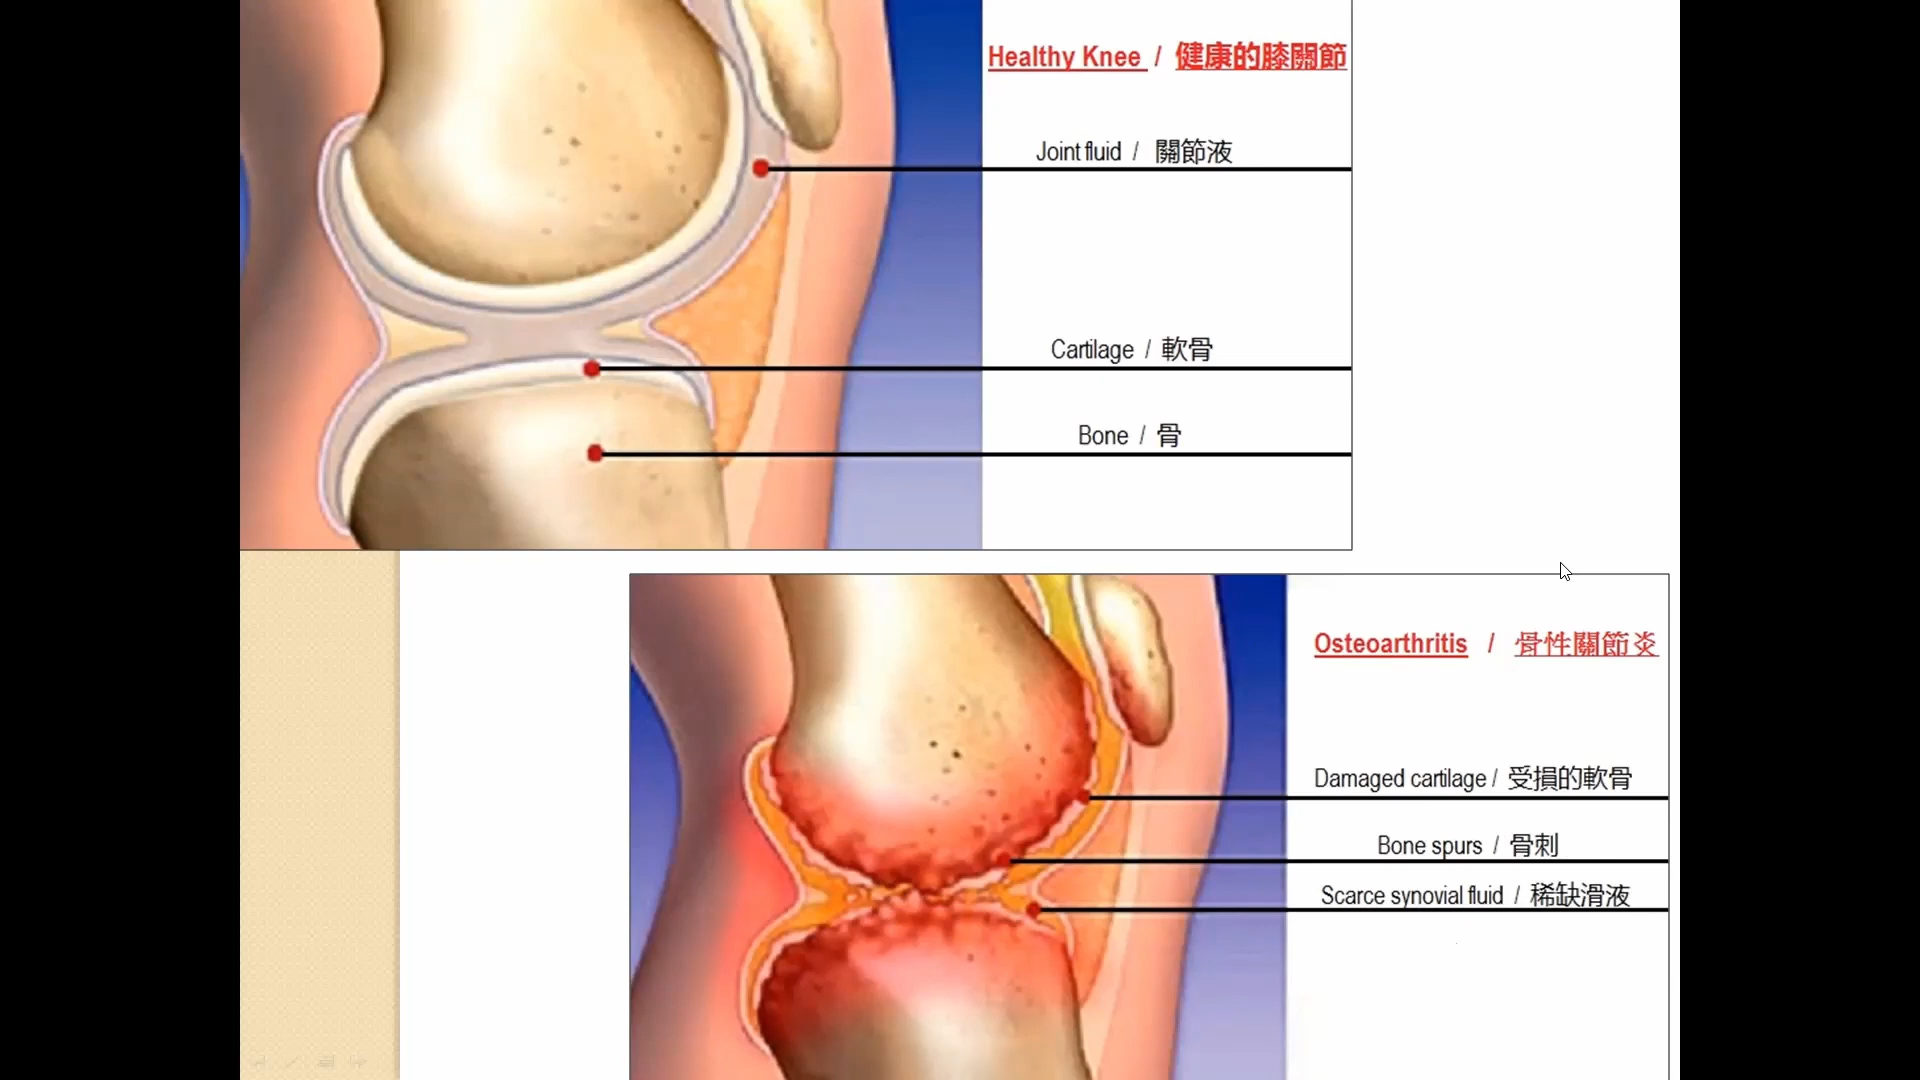 Healthy Knee / 健康的膝關節
Joint fluid / 關節液
Cartilage / 軟骨
Bone / 骨
Osteoarthritis / 骨性關節炎
Damaged cartilage / 受損的軟骨
Bone spurs / 骨刺
Scarce synovial fluid / 稀缺滑液